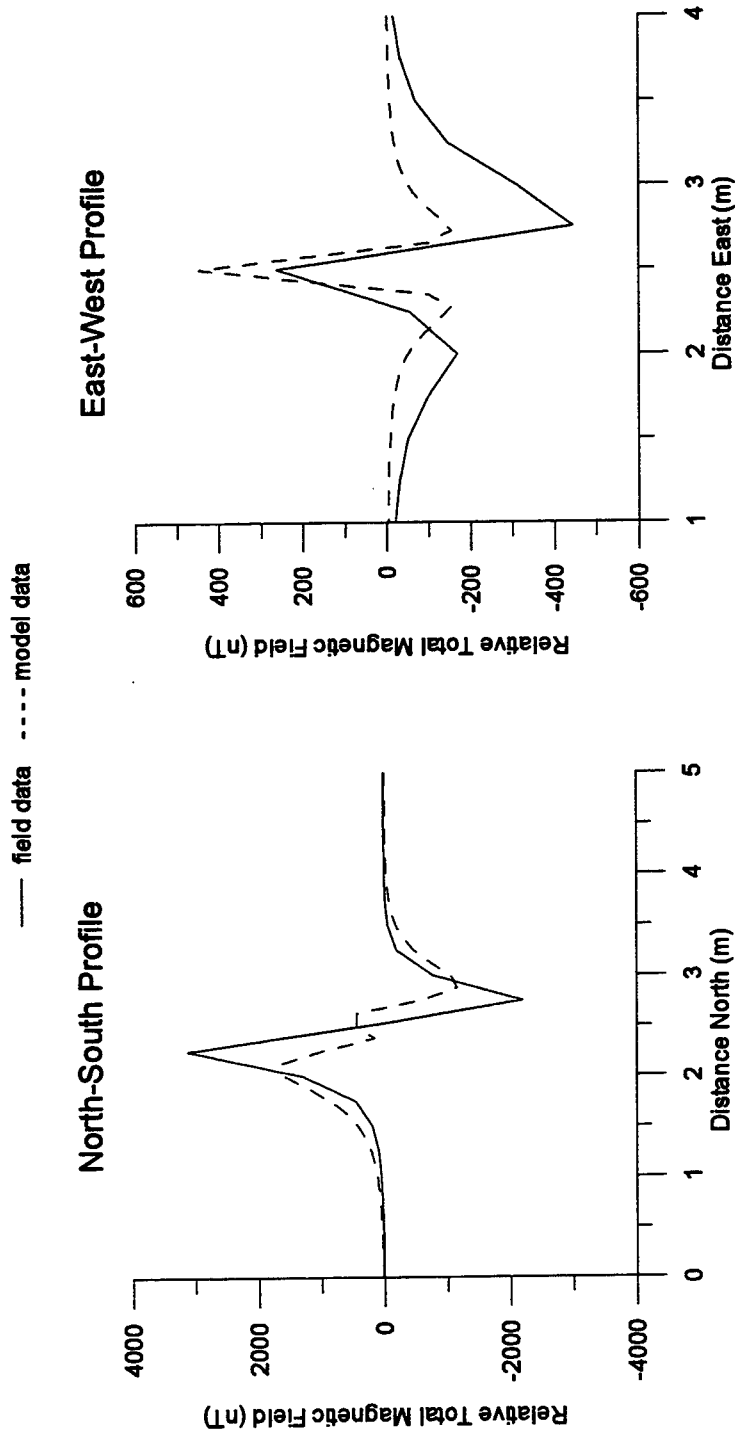 —— field data - - - - model data
North-South Profile
Relative Total Magnetic Field (nT)
4000
2000
0
-2000
-4000
0 1 2 3 4 5
Distance North (m)
East-West Profile
Relative Total Magnetic Field (nT)
600
400
200
0
-200
-400
-600
1 2 3 4
Distance East (m)